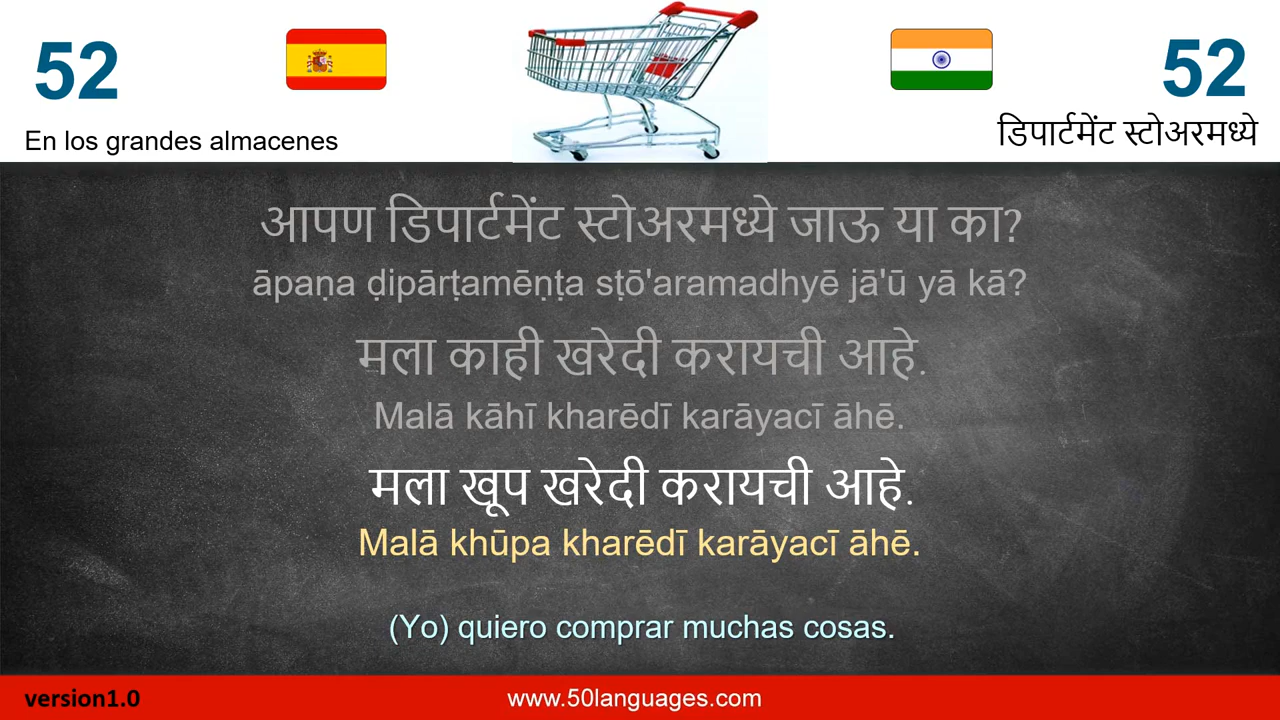 52
52
En los grandes almacenes
डिपार्टमेंट स्टोअरमध्ये
आपण डिपार्टमेंट स्टोअरमध्ये जाऊ या का?
āpaṇa ḍipārṭamēṇṭa sṭō'aramadhyē jā'ū yā kā?
मला काही खरेदी करायची आहे.
Malā kāhī kharēdī karāyacī āhē.
मला खूप खरेदी करायची आहे.
Malā khūpa kharēdī karāyacī āhē.
(Yo) quiero comprar muchas cosas.
version1.0
www.50languages.com